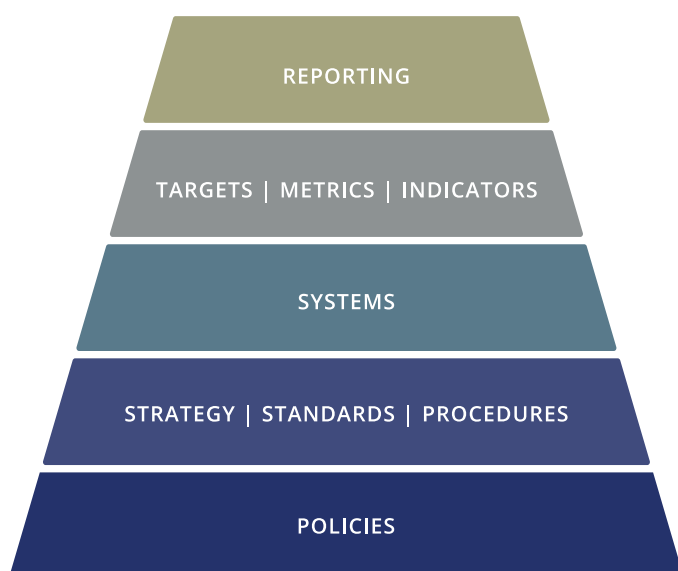 REPORTING
TARGETS | METRICS | INDICATORS
SYSTEMS
STRATEGY | STANDARDS | PROCEDURES
POLICIES